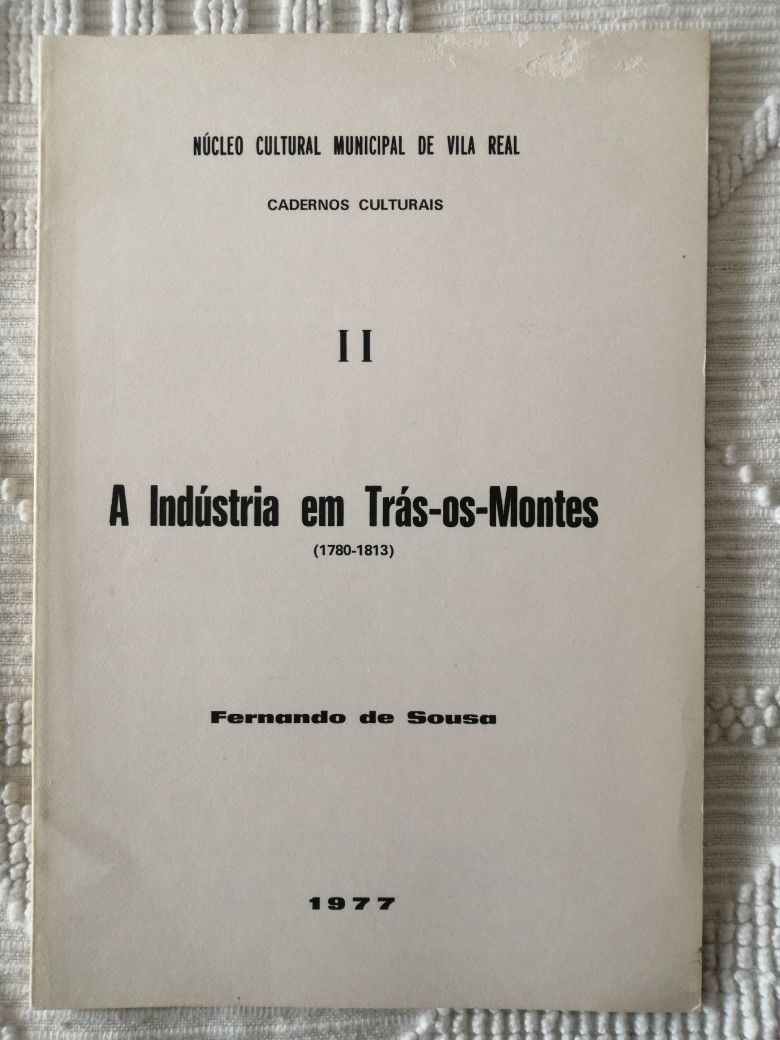 NÚCLEO CULTURAL MUNICIPAL DE VILA REAL
CADERNOS CULTURAIS
II
A Indústria em Trás-os-Montes
(1780-1813)
Fernando de Sousa
1977